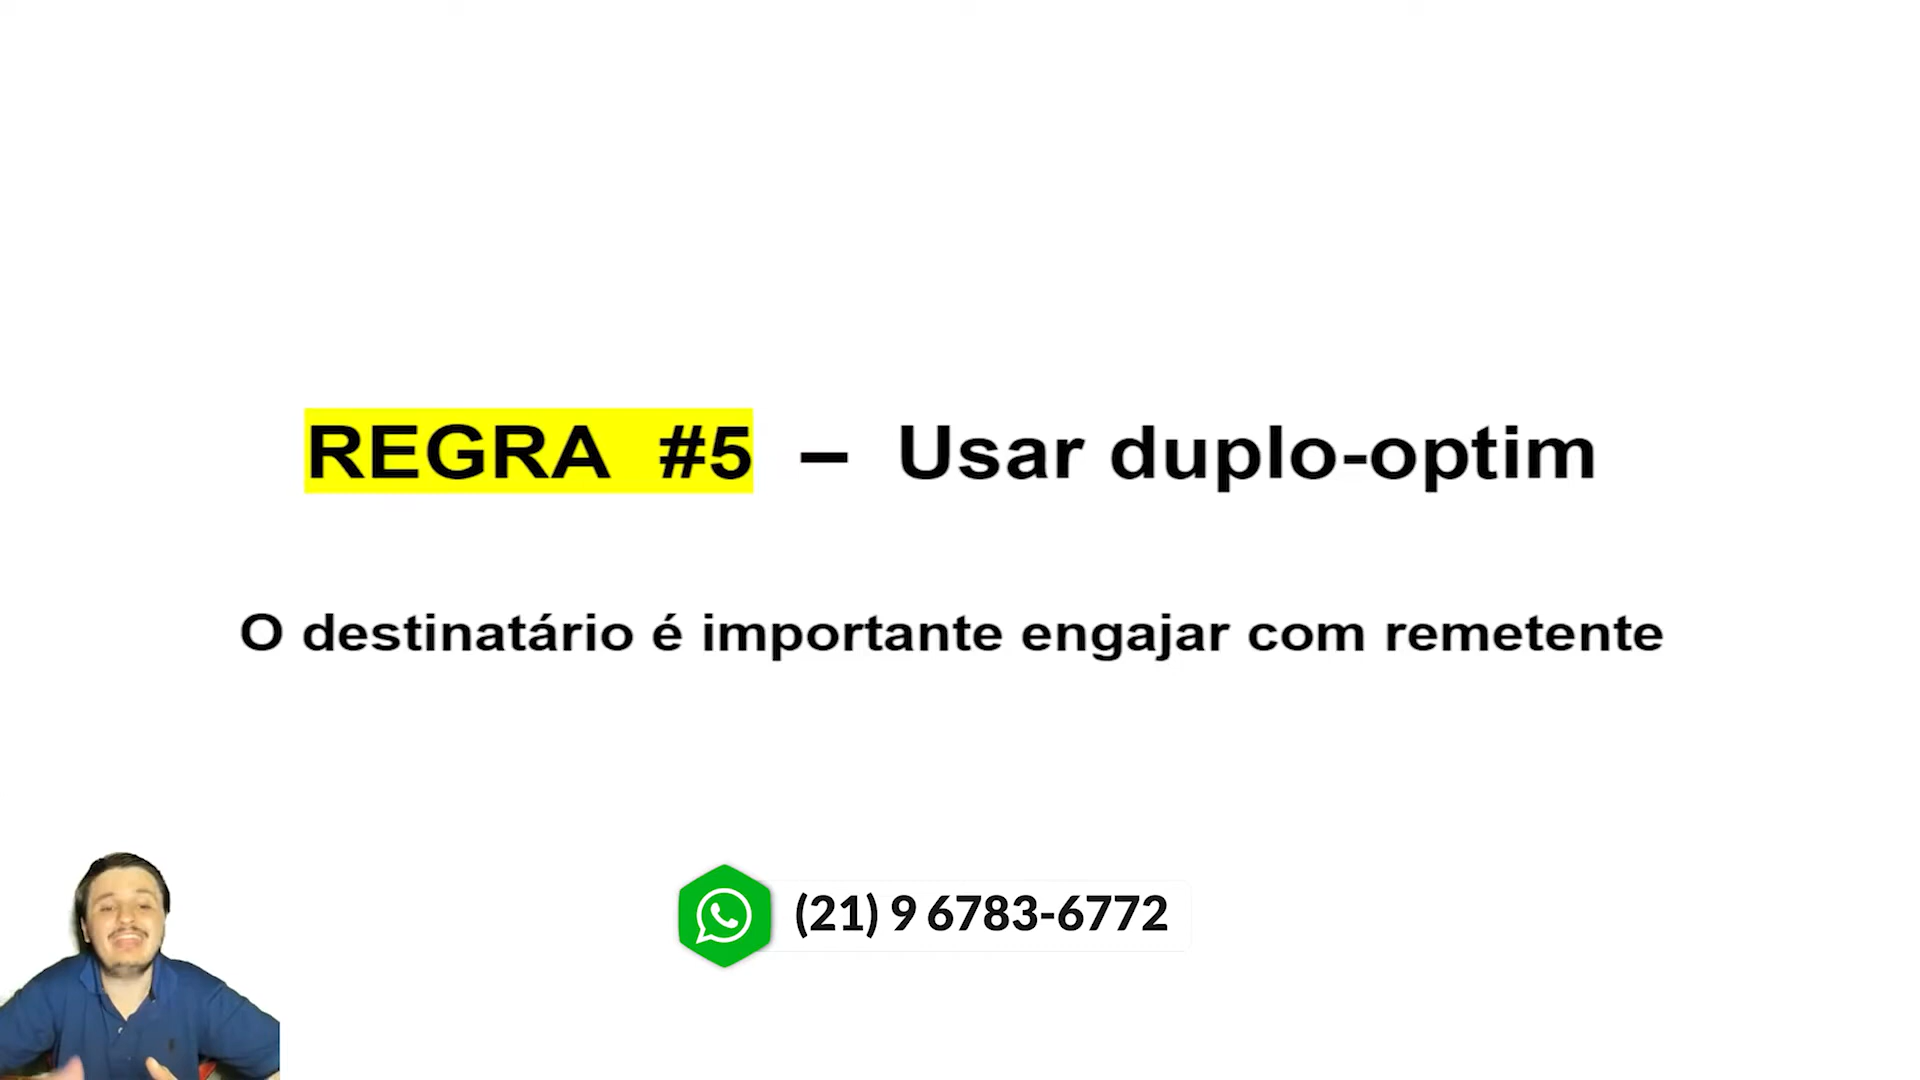 REGRA #5 – Usar duplo-optim
O destinatário é importante engajar com remetente
(21) 9 6783-6772